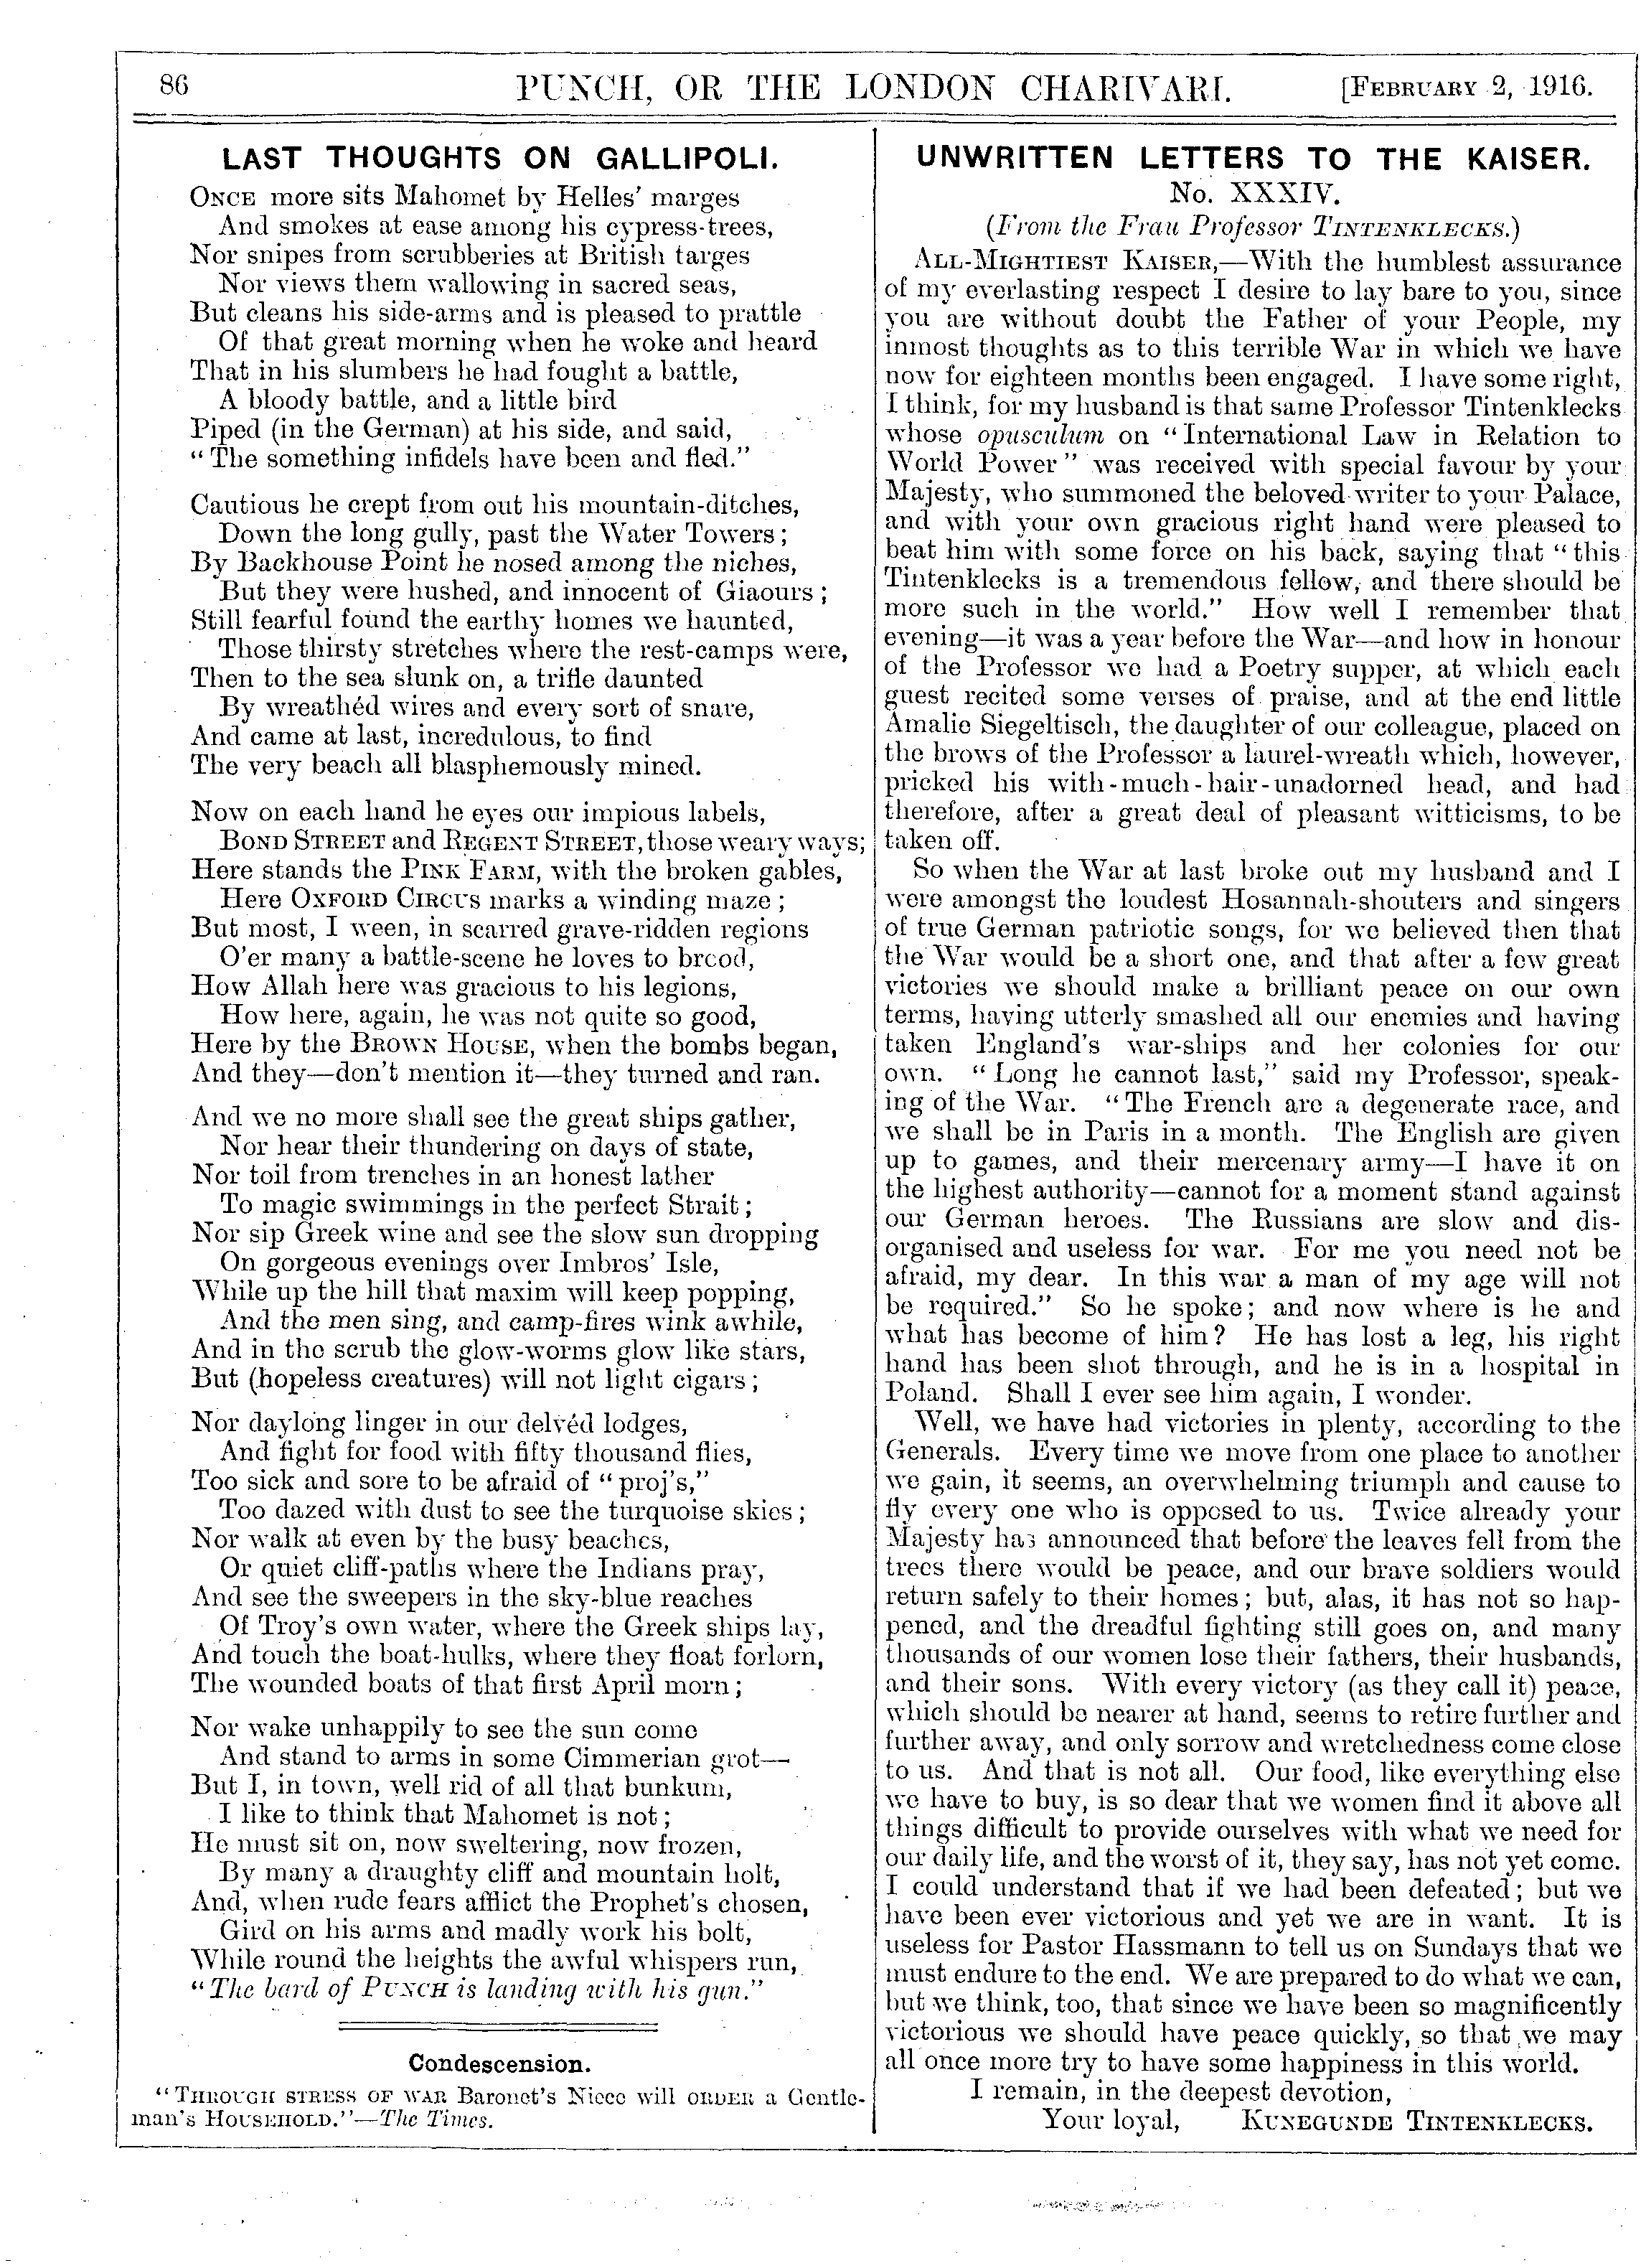 86
PUNCH, OR THE LONDON CHARIVARI.
[FEBRUARY 2, 1916.
LAST THOUGHTS ON GALLIPOLI.
ONCE more sits Mahomet by Helles' marges
And smokes at ease among his cypress-trees,
Nor snipes from scrubberies at British targes
Nor views them wallowing in sacred seas,
But cleans his side-arms and is pleased to prattle
Of that great morning when he woke and heard
That in his slumbers he had fought a battle,
A bloody battle, and a little bird
Piped (in the German) at his side, and said,
"The something infidels have been and fled."
Cautious he crept from out his mountain-ditches,
Down the long gully, past the Water Towers;
By Backhouse Point he nosed among the niches,
But they were hushed, and innocent of Giaours;
Still fearful found the earthy homes we haunted,
Those thirsty stretches where the rest-camps were,
Then to the sea slunk on, a trifle daunted
By wreathéd wires and every sort of snare,
And came at last, incredulous, to find
The very beach all blasphemously mined.
Now on each hand he eyes our impious labels,
BOND STREET and REGENT STREET, those weary ways;
Here stands the PINK FARM, with the broken gables,
Here OXFORD CIRCUS marks a winding maze;
But most, I ween, in scarred grave-ridden regions
O'er many a battle-scene he loves to brood,
How Allah here was gracious to his legions,
How here, again, he was not quite so good,
Here by the BROWN HOUSE, when the bombs began,
And they—don't mention it—they turned and ran.
And we no more shall see the great ships gather,
Nor hear their thundering on days of state,
Nor toil from trenches in an honest lather
To magic swimmings in the perfect Strait;
Nor sip Greek wine and see the slow sun dropping
On gorgeous evenings over Imbros' Isle,
While up the hill that maxim will keep popping,
And the men sing, and camp-fires wink awhile,
And in the scrub the glow-worms glow like stars,
But (hopeless creatures) will not light cigars;
Nor daylong linger in our delvéd lodges,
And fight for food with fifty thousand flies,
Too sick and sore to be afraid of "proj's,"
Too dazed with dust to see the turquoise skies;
Nor walk at even by the busy beaches,
Or quiet cliff-paths where the Indians pray,
And see the sweepers in the sky-blue reaches
Of Troy's own water, where the Greek ships lay,
And touch the boat-hulks, where they float forlorn,
The wounded boats of that first April morn;
Nor wake unhappily to see the sun come
And stand to arms in some Cimmerian grot—
But I, in town, well rid of all that bunkum,
I like to think that Mahomet is not;
He must sit on, now sweltering, now frozen,
By many a draughty cliff and mountain holt,
And, when rude fears afflict the Prophet's chosen,
Gird on his arms and madly work his bolt,
While round the heights the awful whispers run,
"The bard of PUNCH is landing with his gun."
Condescension.
"THROUGH STRESS OF WAR Baronet's Niece will ORDER a Gentle-
man's HOUSEHOLD."—The Times.
UNWRITTEN LETTERS TO THE KAISER.
No. XXXIV.
(From the Frau Professor TINTENKLECKS.)
ALL-MIGHTIEST KAISER,—With the humblest assurance
of my everlasting respect I desire to lay bare to you, since
you are without doubt the Father of your People, my
inmost thoughts as to this terrible War in which we have
now for eighteen months been engaged. I have some right,
I think, for my husband is that same Professor Tintenklecks
whose opusculum on "International Law in Relation to
World Power" was received with special favour by your
Majesty, who summoned the beloved writer to your Palace,
and with your own gracious right hand were pleased to
beat him with some force on his back, saying that "this
Tintenklecks is a tremendous fellow, and there should be
more such in the world." How well I remember that
evening—it was a year before the War—and how in honour
of the Professor we had a Poetry supper, at which each
guest recited some verses of praise, and at the end little
Amalie Siegeltisch, the daughter of our colleague, placed on
the brows of the Professor a laurel-wreath which, however,
pricked his with-much-hair-unadorned head, and had
therefore, after a great deal of pleasant witticisms, to be
taken off.
So when the War at last broke out my husband and I
were amongst the loudest Hosannah-shouters and singers
of true German patriotic songs, for we believed then that
the War would be a short one, and that after a few great
victories we should make a brilliant peace on our own
terms, having utterly smashed all our enemies and having
taken England's war-ships and her colonies for our
own. "Long he cannot last," said my Professor, speak-
ing of the War. "The French are a degenerate race, and
we shall be in Paris in a month. The English are given
up to games, and their mercenary army—I have it on
the highest authority—cannot for a moment stand against
our German heroes. The Russians are slow and dis-
organised and useless for war. For me you need not be
afraid, my dear. In this war a man of my age will not
be required." So he spoke; and now where is he and
what has become of him? He has lost a leg, his right
hand has been shot through, and he is in a hospital in
Poland. Shall I ever see him again, I wonder.
Well, we have had victories in plenty, according to the
Generals. Every time we move from one place to another
we gain, it seems, an overwhelming triumph and cause to
fly every one who is opposed to us. Twice already your
Majesty has announced that before the leaves fell from the
trees there would be peace, and our brave soldiers would
return safely to their homes; but, alas, it has not so hap-
pened, and the dreadful fighting still goes on, and many
thousands of our women lose their fathers, their husbands,
and their sons. With every victory (as they call it) peace,
which should be nearer at hand, seems to retire further and
further away, and only sorrow and wretchedness come close
to us. And that is not all. Our food, like everything else
we have to buy, is so dear that we women find it above all
things difficult to provide ourselves with what we need for
our daily life, and the worst of it, they say, has not yet come.
I could understand that if we had been defeated; but we
have been ever victorious and yet we are in want. It is
useless for Pastor Hassmann to tell us on Sundays that we
must endure to the end. We are prepared to do what we can,
but we think, too, that since we have been so magnificently
victorious we should have peace quickly, so that we may
all once more try to have some happiness in this world.
I remain, in the deepest devotion,
Your loyal, KUNEGUNDE TINTENKLECKS.